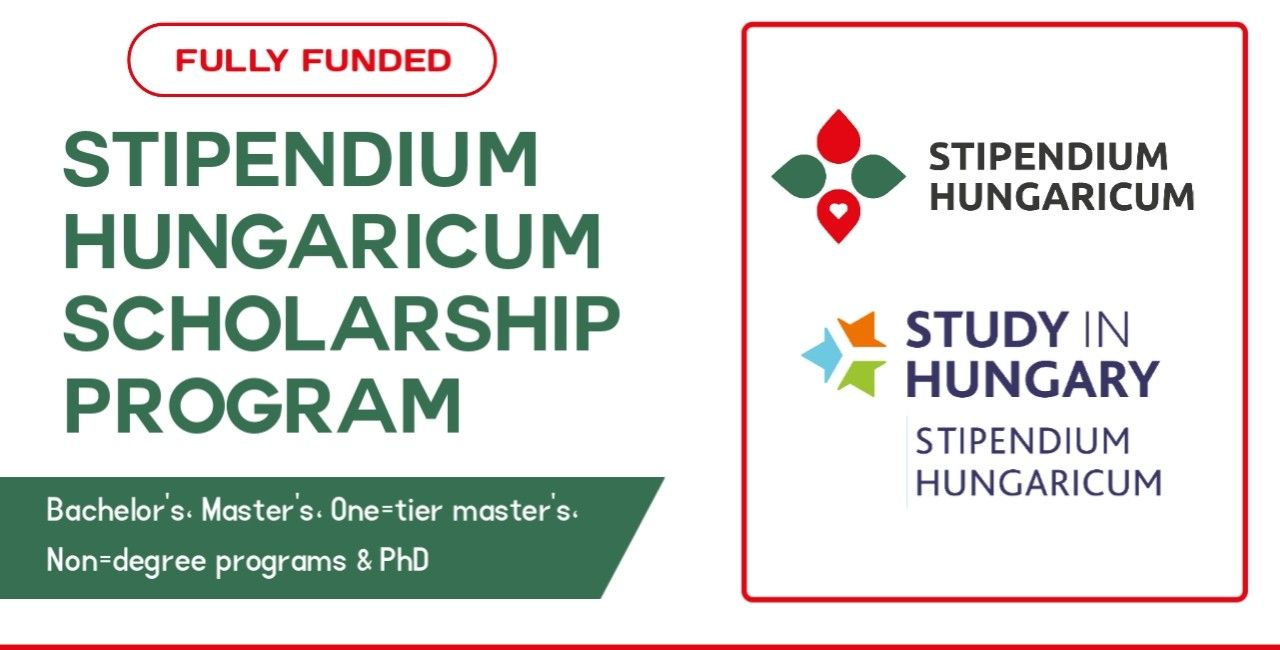 FULLY FUNDED
STIPENDIUM
HUNGARICUM
SCHOLARSHIP
PROGRAM
Bachelor's، Master's، One=tier master's،
Non=degree programs & PhD
STIPENDIUM
HUNGARICUM
STUDY IN
HUNGARY
STIPENDIUM
HUNGARICUM